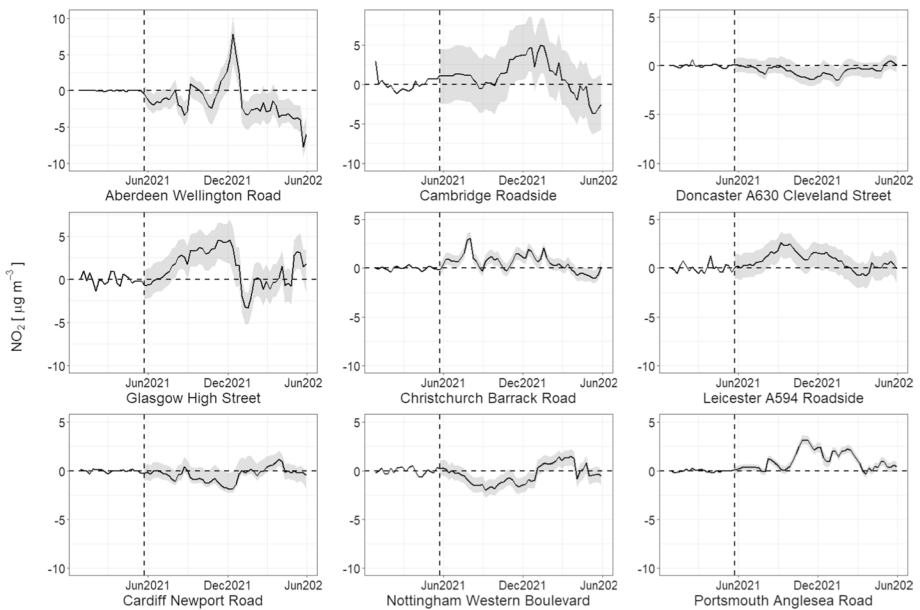 NO₂ [ µg m⁻³ ]
10
5
0
-5
-10
Jun2021 Dec2021 Jun202
Aberdeen Wellington Road
5
0
-5
-10
Jun2021 Dec2021 Jun202
Cambridge Roadside
5
0
-5
-10
Jun2021 Dec2021 Jun202
Doncaster A630 Cleveland Street
5
0
-5
-10
Jun2021 Dec2021 Jun202
Glasgow High Street
5
0
-5
-10
Jun2021 Dec2021 Jun202
Christchurch Barrack Road
5
0
-5
-10
Jun2021 Dec2021 Jun202
Leicester A594 Roadside
5
0
-5
-10
Jun2021 Dec2021 Jun202
Cardiff Newport Road
5
0
-5
-10
Jun2021 Dec2021 Jun202
Nottingham Western Boulevard
5
0
-5
-10
Jun2021 Dec2021 Jun202
Portsmouth Anglesea Road